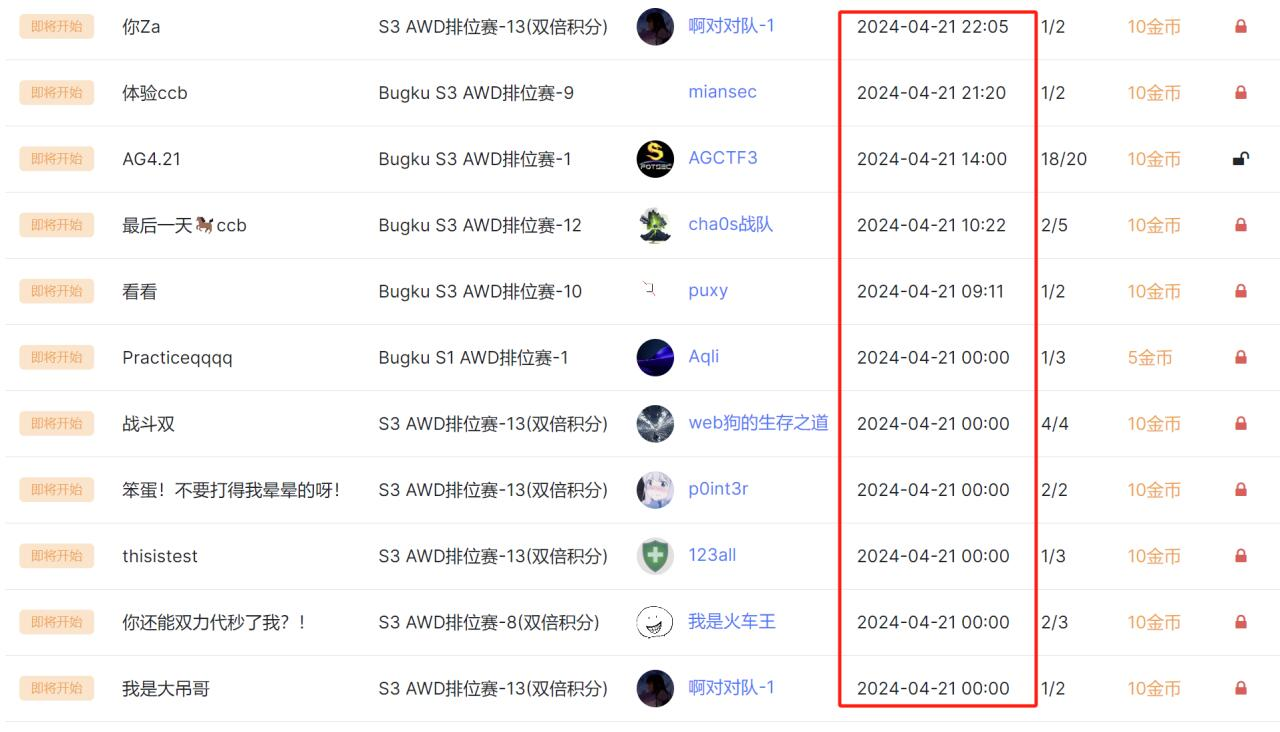 即将开始 你Za S3 AWD排位赛-13(双倍积分) 啊对对队-1 2024-04-21 22:05 1/2 10金币
即将开始 体验ccb Bugku S3 AWD排位赛-9 miansec 2024-04-21 21:20 1/2 10金币
即将开始 AG4.21 Bugku S3 AWD排位赛-1 POTSEC AGCTF3 2024-04-21 14:00 18/20 10金币
即将开始 最后一天🐎ccb Bugku S3 AWD排位赛-12 cha0s战队 2024-04-21 10:22 2/5 10金币
即将开始 看看 Bugku S3 AWD排位赛-10 puxy 2024-04-21 09:11 1/2 10金币
即将开始 Practiceqqqq Bugku S1 AWD排位赛-1 Aqli 2024-04-21 00:00 1/3 5金币
即将开始 战斗双 S3 AWD排位赛-13(双倍积分) web狗的生存之道 2024-04-21 00:00 4/4 10金币
即将开始 笨蛋！不要打得我晕晕的呀！ S3 AWD排位赛-13(双倍积分) p0int3r 2024-04-21 00:00 2/2 10金币
即将开始 thisistest S3 AWD排位赛-13(双倍积分) 123all 2024-04-21 00:00 1/3 10金币
即将开始 你还能双力代秒了我？！ S3 AWD排位赛-8(双倍积分) 我是火车王 2024-04-21 00:00 2/3 10金币
即将开始 我是大吊哥 S3 AWD排位赛-13(双倍积分) 啊对对队-1 2024-04-21 00:00 1/2 10金币